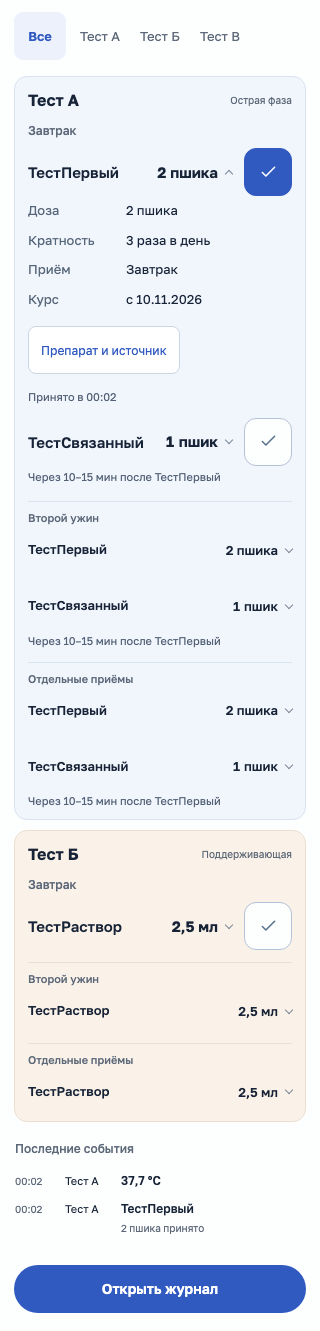 Все Тест А Тест Б Тест В
Тест А Острая фаза
Завтрак
ТестПервый 2 пшика
Доза 2 пшика
Кратность 3 раза в день
Приём Завтрак
Курс с 10.11.2026
Препарат и источник
Принято в 00:02
ТестСвязанный 1 пшик
Через 10–15 мин после ТестПервый
Второй ужин
ТестПервый 2 пшика
ТестСвязанный 1 пшик
Через 10–15 мин после ТестПервый
Отдельные приёмы
ТестПервый 2 пшика
ТестСвязанный 1 пшик
Через 10–15 мин после ТестПервый
Тест Б Поддерживающая
Завтрак
ТестРаствор 2,5 мл
Второй ужин
ТестРаствор 2,5 мл
Отдельные приёмы
ТестРаствор 2,5 мл
Последние события
00:02 Тест А 37,7 °C
00:02 Тест А ТестПервый
2 пшика принято
Открыть журнал